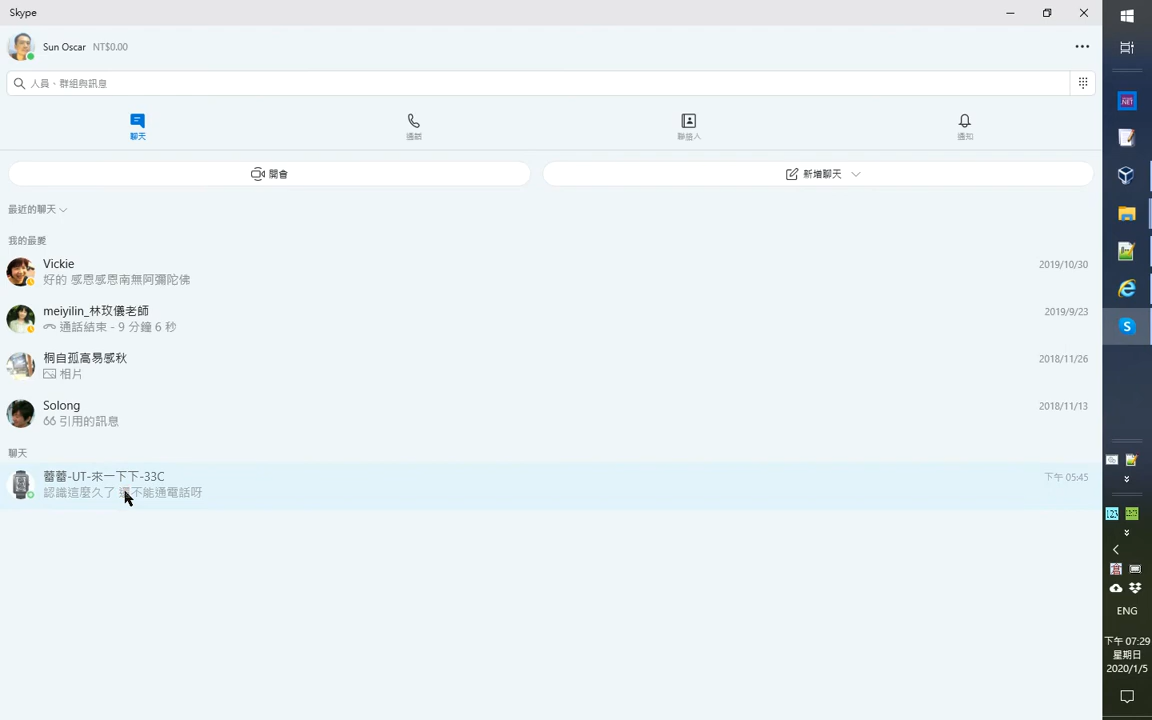 Skype
Sun Oscar NT$0.00
人員、群組與訊息
聊天
通話
聯絡人
通知
開會
新增聊天
最近的聊天
我的最愛
Vickie 2019/10/30
好的 感恩感恩南無阿彌陀佛
meiyilin_林玫儀老師 2019/9/23
通話結束 - 9 分鐘 6 秒
桐自孤高易感秋 2018/11/26
相片
Solong 2018/11/13
引用的訊息
聊天
蕾蕾-UT-來一下下-33C 下午 05:45
認識這麼久了 還不能通電話呀
.NET
S
ENG
下午 07:29
星期日
2020/1/5